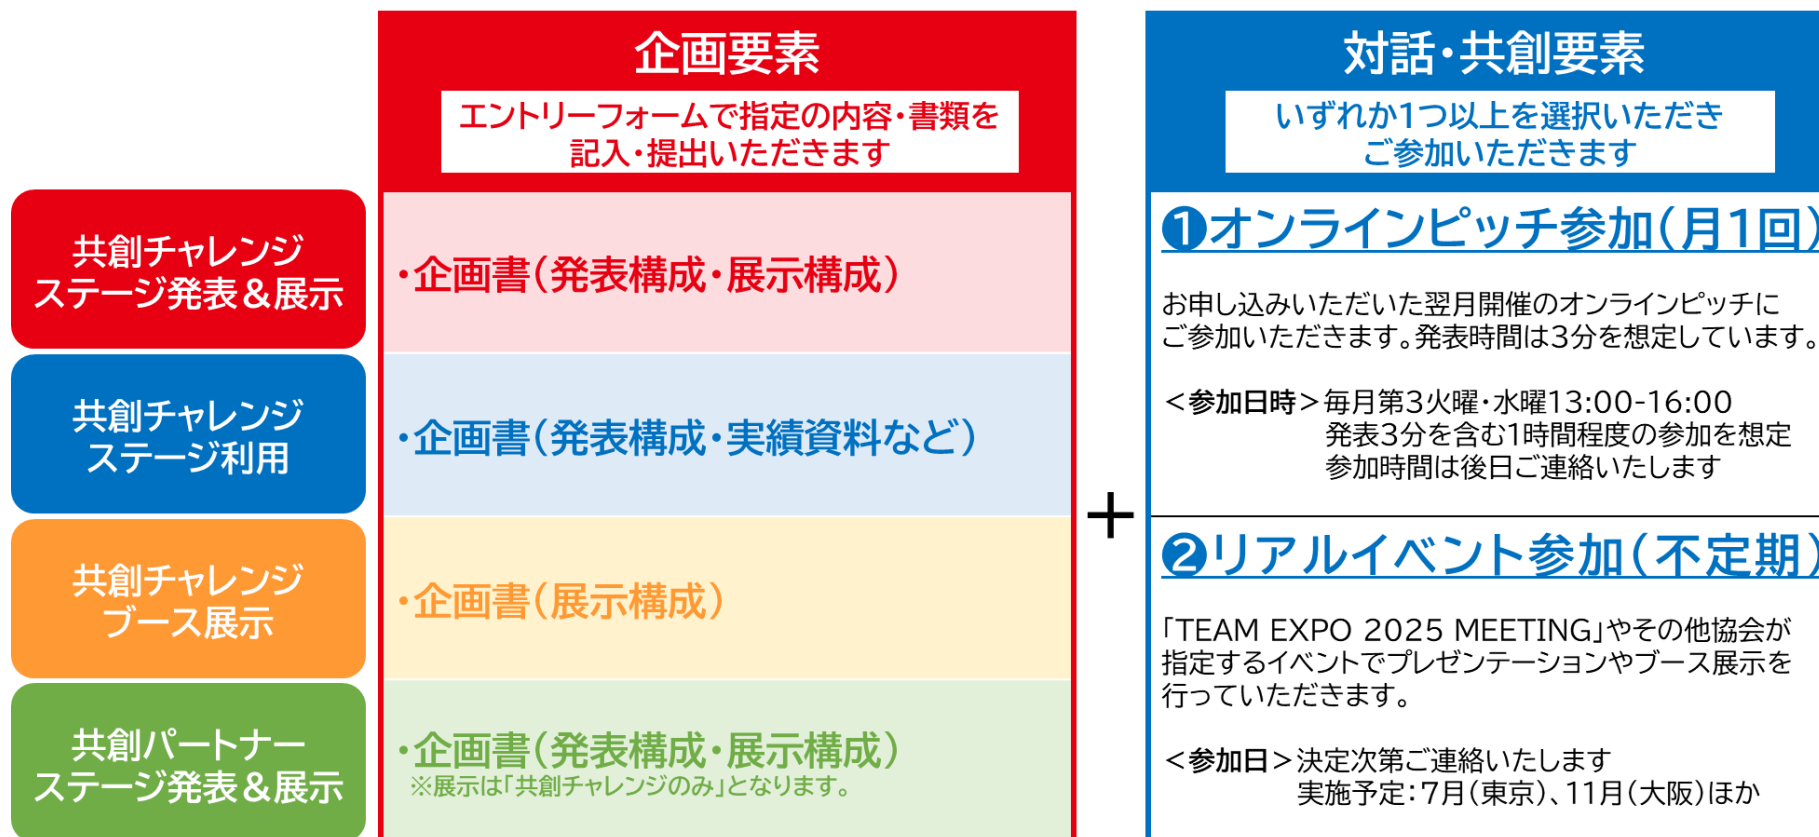 企画要素
エントリーフォームで指定の内容・書類を
記入・提出いただきます
共創チャレンジ
ステージ発表&展示
・企画書(発表構成・展示構成)
共創チャレンジ
ステージ利用
・企画書(発表構成・実績資料など)
共創チャレンジ
ブース展示
・企画書(展示構成)
共創パートナー
ステージ発表&展示
・企画書(発表構成・展示構成)
※展示は「共創チャレンジのみ」となります。
+
対話・共創要素
いずれか1つ以上を選択いただき
ご参加いただきます
❶オンラインピッチ参加(月1回)
お申し込みいただいた翌月開催のオンラインピッチに
ご参加いただきます。発表時間は3分を想定しています。
<参加日時>毎月第3火曜・水曜13:00-16:00
発表3分を含む1時間程度の参加を想定
参加時間は後日ご連絡いたします
❷リアルイベント参加(不定期)
「TEAM EXPO 2025 MEETING」やその他協会が
指定するイベントでプレゼンテーションやブース展示を
行っていただきます。
<参加日>決定次第ご連絡いたします
実施予定:7月(東京)、11月(大阪)ほか